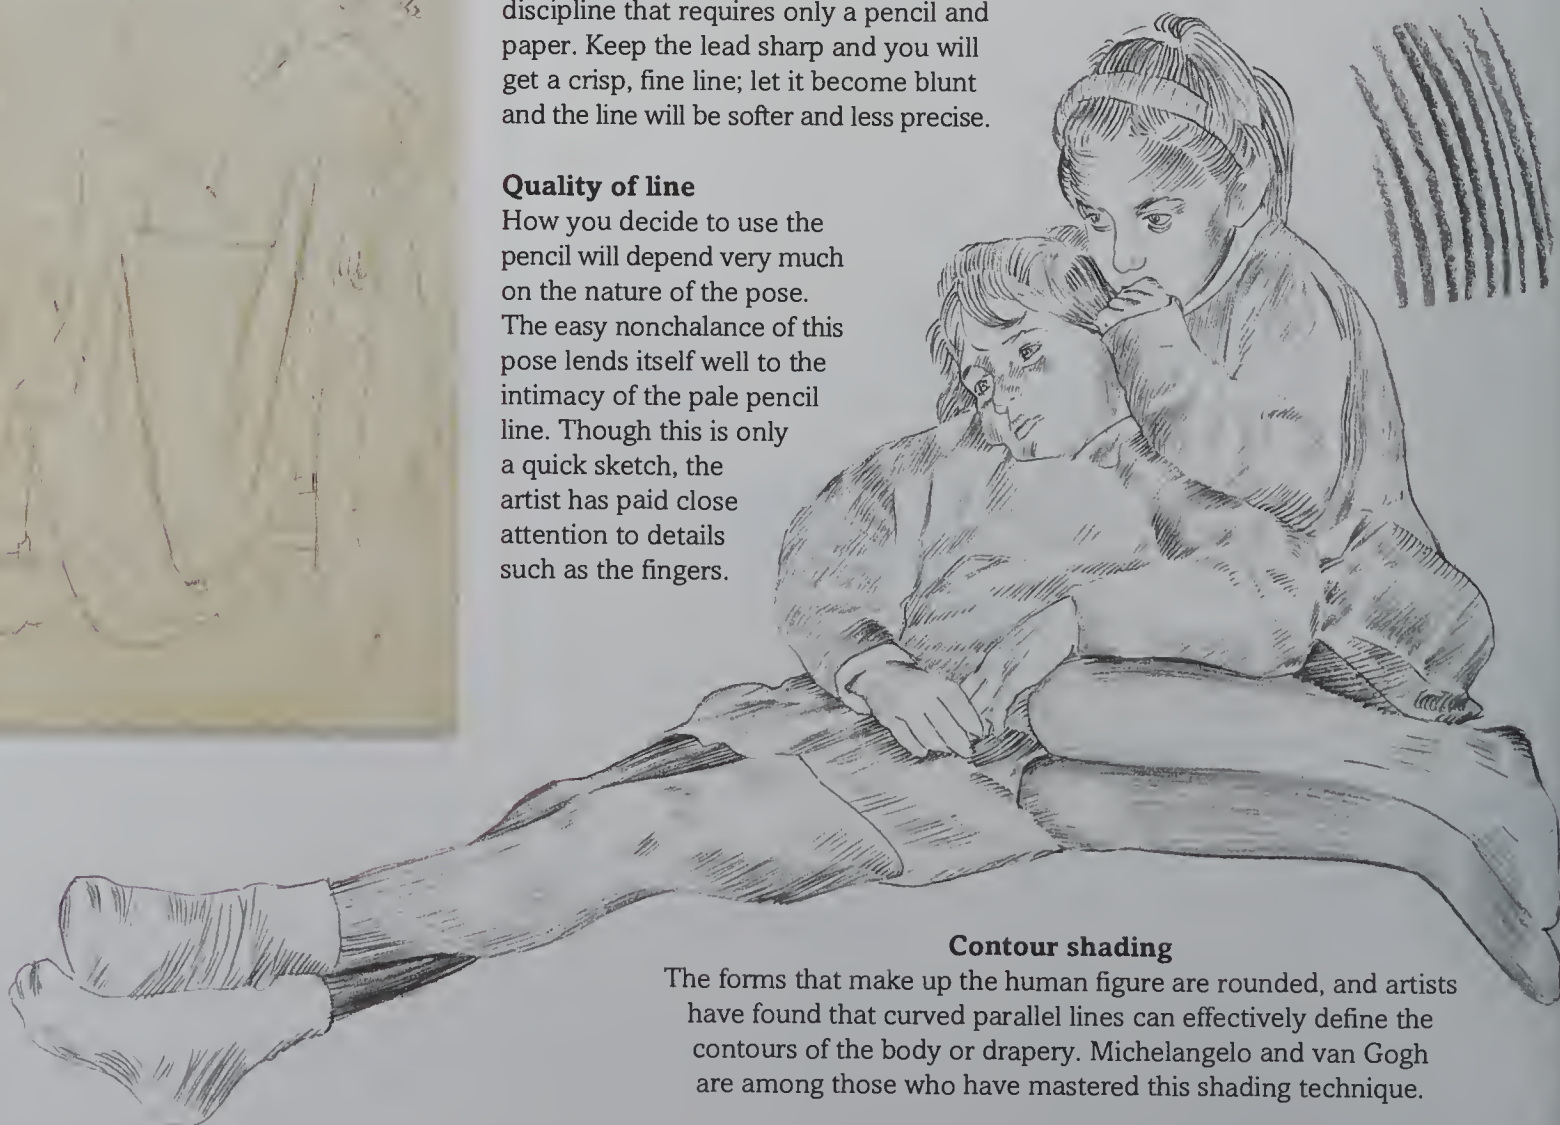 discipline that requires only a pencil and
paper. Keep the lead sharp and you will
get a crisp, fine line; let it become blunt
and the line will be softer and less precise.
Quality of line
How you decide to use the
pencil will depend very much
on the nature of the pose.
The easy nonchalance of this
pose lends itself well to the
intimacy of the pale pencil
line. Though this is only
a quick sketch, the
artist has paid close
attention to details
such as the fingers.
Contour shading
The forms that make up the human figure are rounded, and artists
have found that curved parallel lines can effectively define the
contours of the body or drapery. Michelangelo and van Gogh
are among those who have mastered this shading technique.